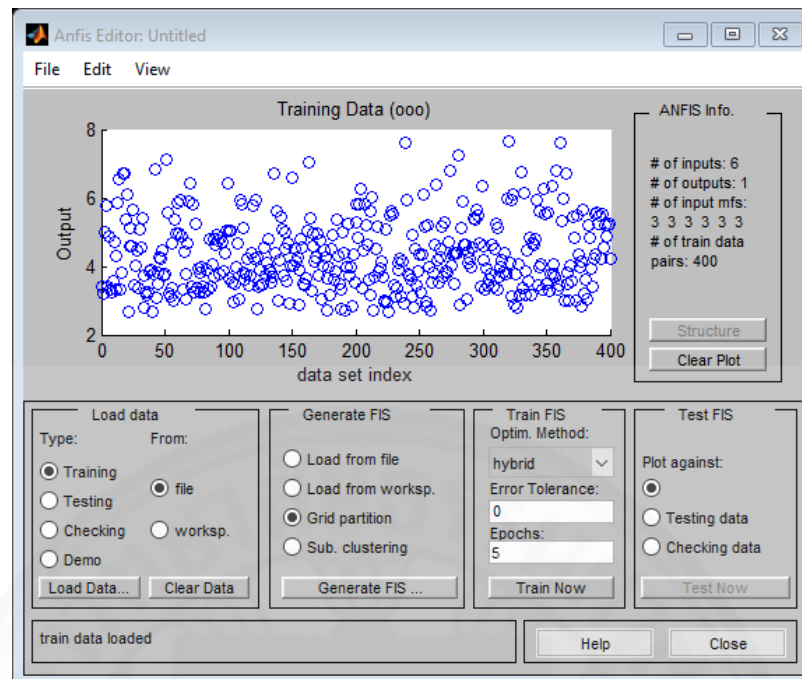 Anfis Editor: Untitled
File Edit View
Training Data (ooo)
8
6
4
2
Output
0 50 100 150 200 250 300 350 400
data set index
ANFIS Info.
# of inputs: 6
# of outputs: 1
# of input mfs:
3 3 3 3 3 3
# of train data
pairs: 400
Structure
Clear Plot
Load data
Type: From:
Training
file
Testing
Checking
worksp.
Demo
Load Data... Clear Data
Generate FIS
Load from file
Load from worksp.
Grid partition
Sub. clustering
Generate FIS ...
Train FIS
Optim. Method:
hybrid
Error Tolerance:
0
Epochs:
5
Train Now
Test FIS
Plot against:
Testing data
Checking data
Test Now
train data loaded
Help Close